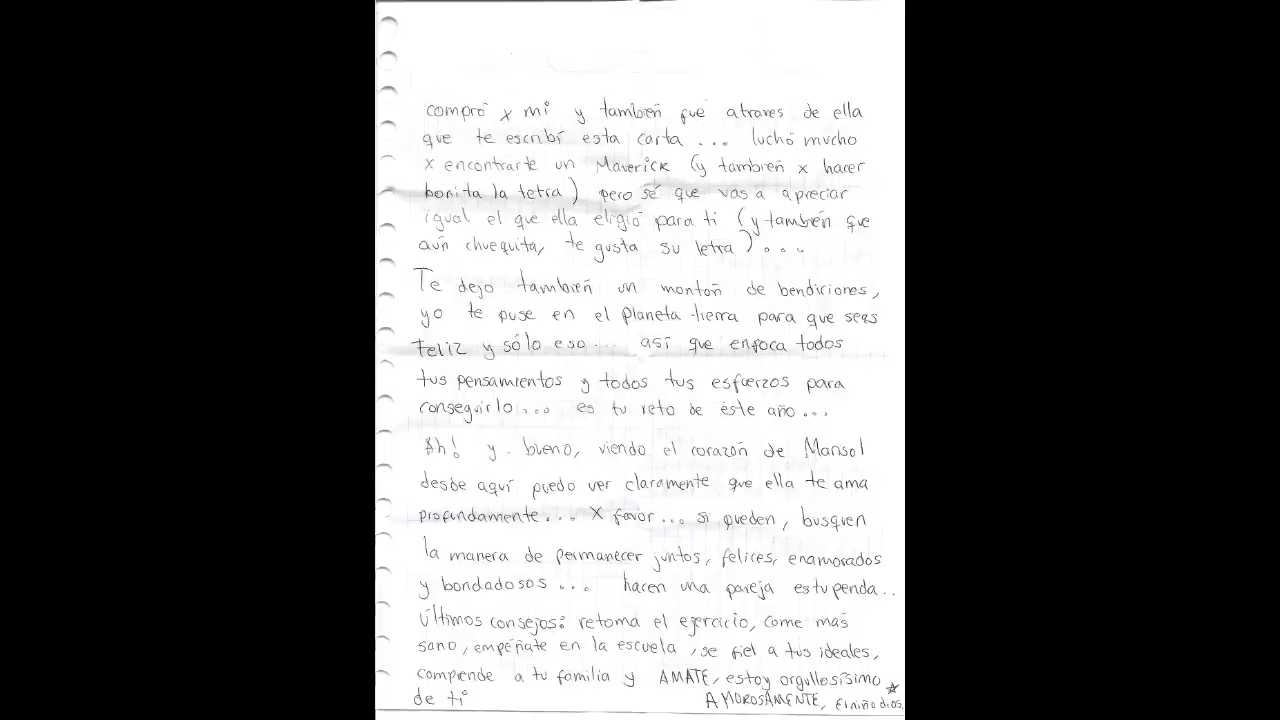 compró x mi y también fué atraves de ella
que te escribí esta carta ... luchó mucho
x encontrarte un Maverick (y también x hacer
bonita la letra) pero sé que vas a apreciar
igual el que ella eligió para ti (y también que
aún chuequita, te gusta su letra) ...
Te dejo también un montón de bendiciones,
yo te puse en el planeta tierra para que seas
feliz y sólo eso ... así que enfoca todos
tus pensamientos y todos tus esfuerzos para
conseguirlo ... es tu reto de éste año ...
Ah! y . bueno, viendo el corazón de Marisol
desde aquí puedo ver claramente que ella te ama
profundamente ... x favor ... si pueden, busquen
la manera de permanecer juntos, felices, enamorados
y bondadosos ... hacen una pareja estupenda ..
Últimos consejos: retoma el ejercicio, come más
sano, empéñate en la escuela, se fiel a tus ideales,
comprende a tu familia y AMATE, estoy orgullosísimo
de ti
AMOROSAMENTE, El niño dios.